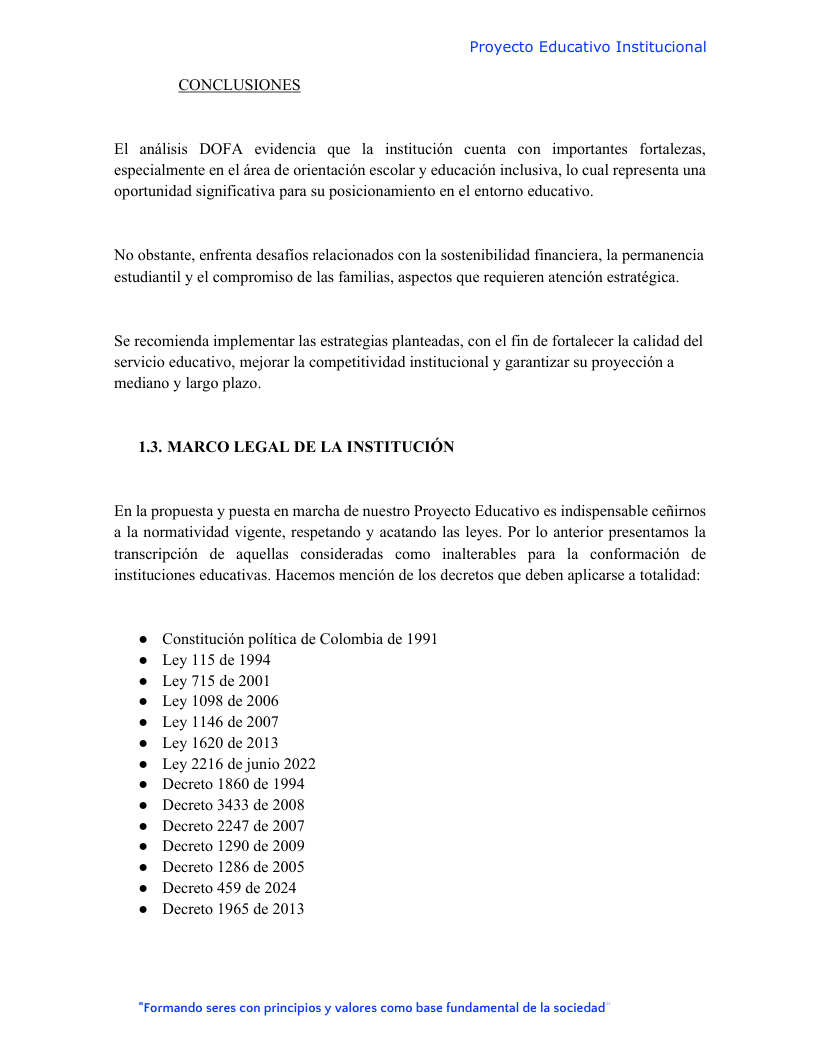 Proyecto Educativo Institucional
CONCLUSIONES
El análisis DOFA evidencia que la institución cuenta con importantes fortalezas,
especialmente en el área de orientación escolar y educación inclusiva, lo cual representa una
oportunidad significativa para su posicionamiento en el entorno educativo.
No obstante, enfrenta desafíos relacionados con la sostenibilidad financiera, la permanencia
estudiantil y el compromiso de las familias, aspectos que requieren atención estratégica.
Se recomienda implementar las estrategias planteadas, con el fin de fortalecer la calidad del
servicio educativo, mejorar la competitividad institucional y garantizar su proyección a
mediano y largo plazo.
1.3. MARCO LEGAL DE LA INSTITUCIÓN
En la propuesta y puesta en marcha de nuestro Proyecto Educativo es indispensable ceñirnos
a la normatividad vigente, respetando y acatando las leyes. Por lo anterior presentamos la
transcripción de aquellas consideradas como inalterables para la conformación de
instituciones educativas. Hacemos mención de los decretos que deben aplicarse a totalidad:
● Constitución política de Colombia de 1991
● Ley 115 de 1994
● Ley 715 de 2001
● Ley 1098 de 2006
● Ley 1146 de 2007
● Ley 1620 de 2013
● Ley 2216 de junio 2022
● Decreto 1860 de 1994
● Decreto 3433 de 2008
● Decreto 2247 de 2007
● Decreto 1290 de 2009
● Decreto 1286 de 2005
● Decreto 459 de 2024
● Decreto 1965 de 2013
"Formando seres con principios y valores como base fundamental de la sociedad"